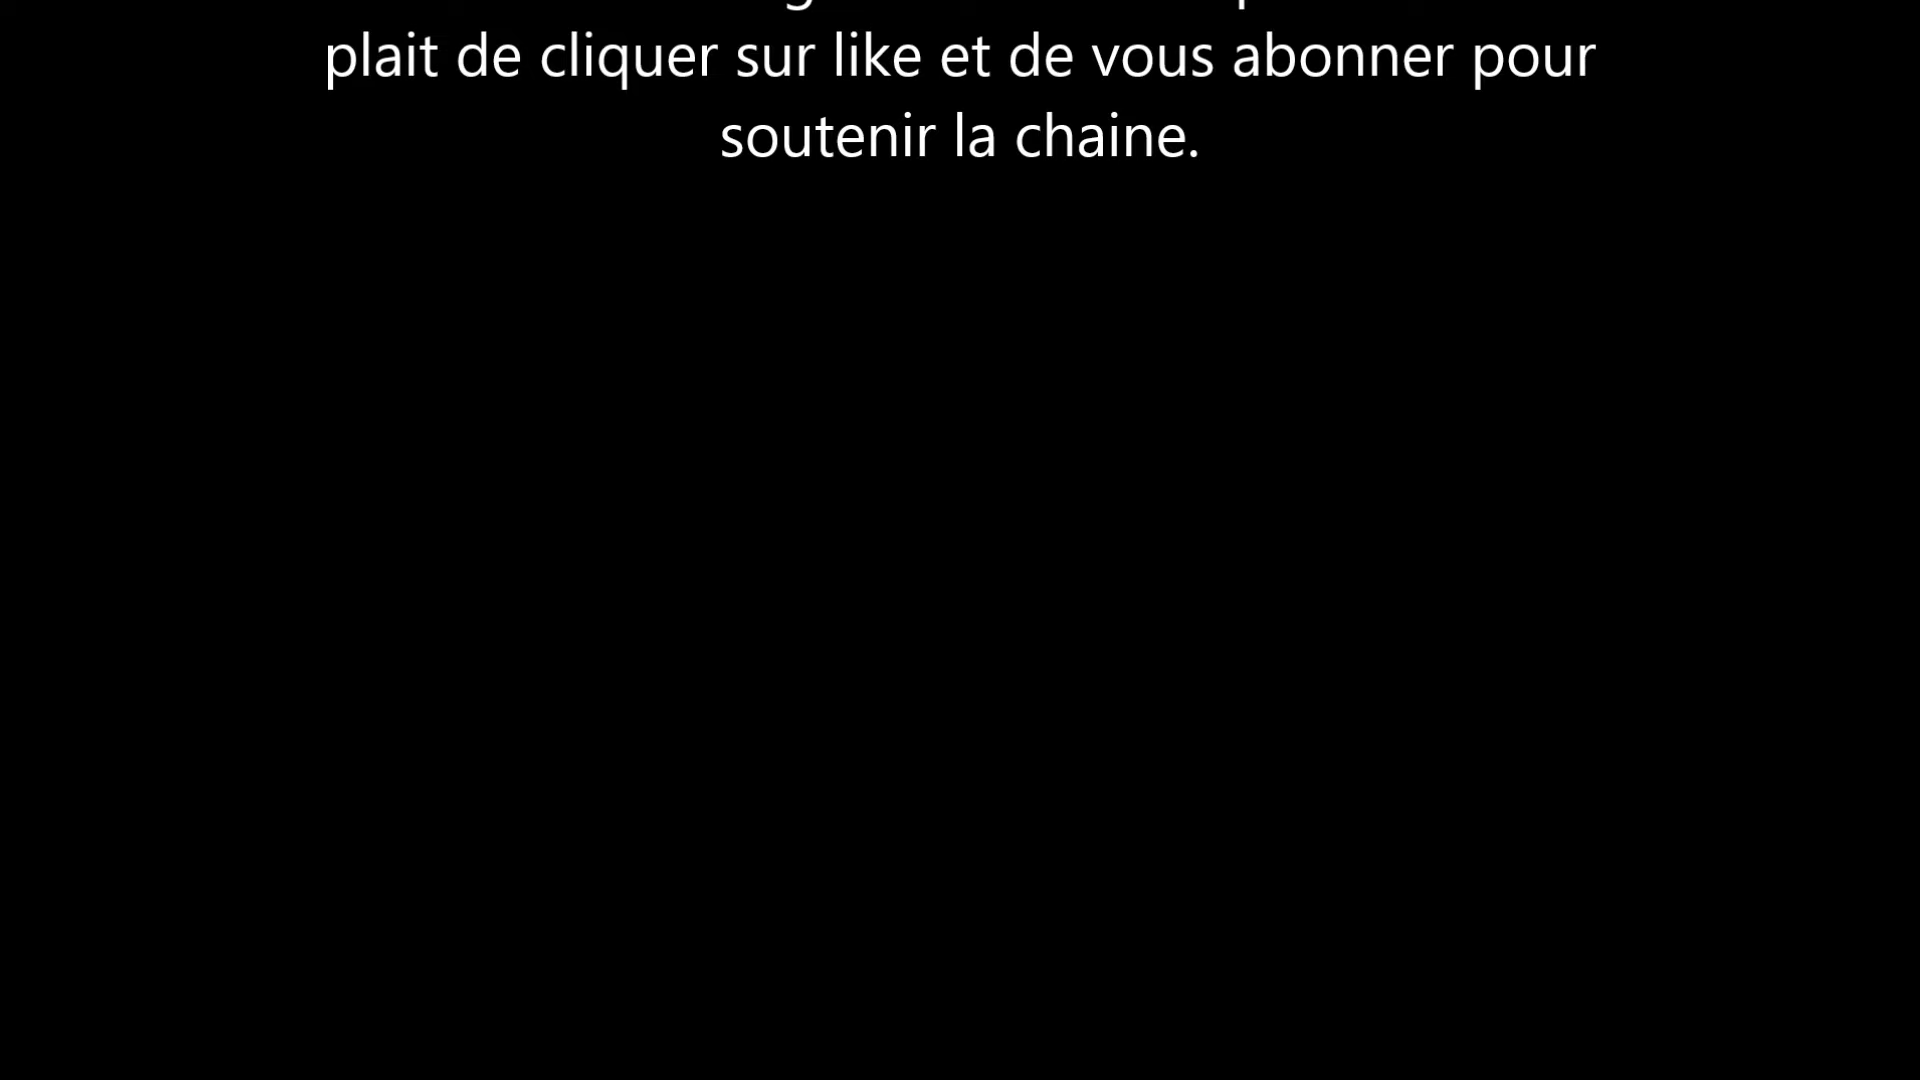 plait de cliquer sur like et de vous abonner pour
soutenir la chaine.